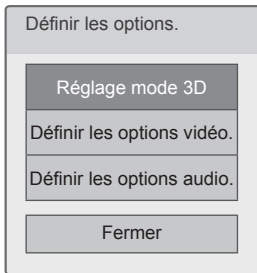 Définir les options.
Réglage mode 3D
Définir les options vidéo.
Définir les options audio.
Fermer